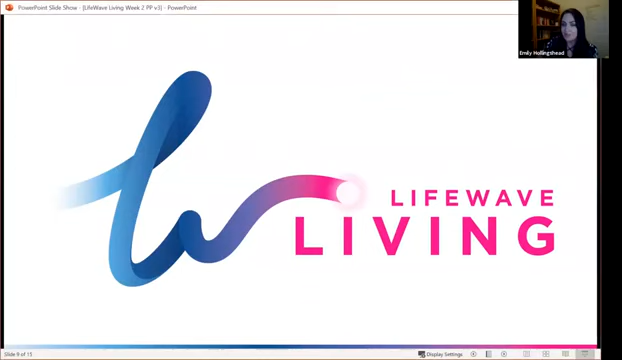 PowerPoint Slide Show - [LifeWave Living Week 2 PP v3] - PowerPoint
Emily Hollingshead
LIFEWAVE
LIVING
Slide 9 of 15
Display Settings